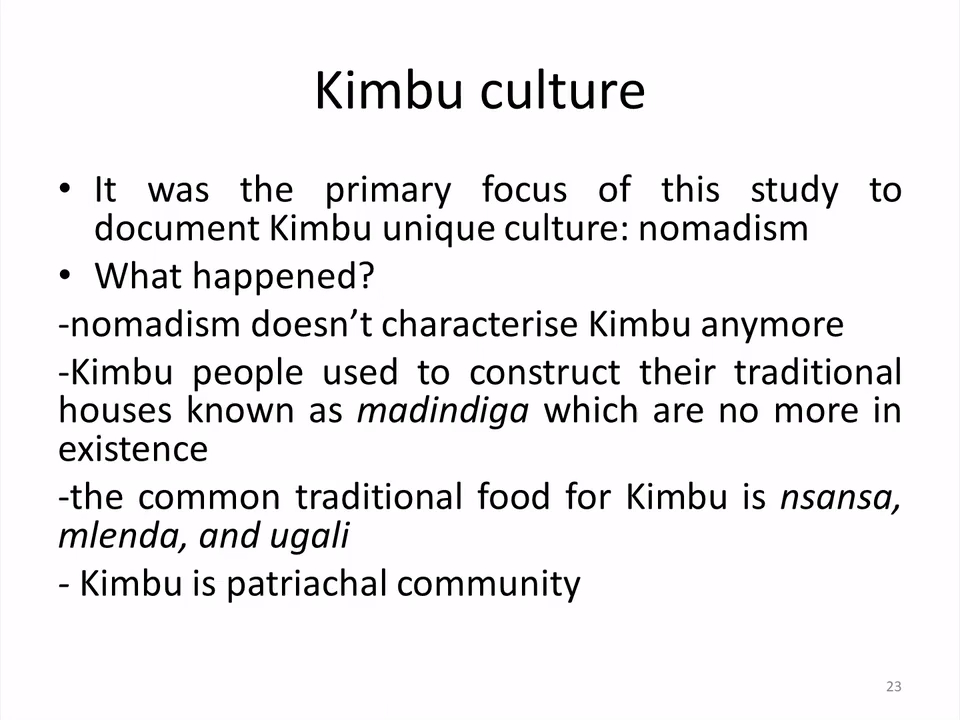 Kimbu culture
• It was the primary focus of this study to
document Kimbu unique culture: nomadism
• What happened?
-nomadism doesn’t characterise Kimbu anymore
-Kimbu people used to construct their traditional
houses known as madindiga which are no more in
existence
-the common traditional food for Kimbu is nsansa,
mlenda, and ugali
- Kimbu is patriachal community
23